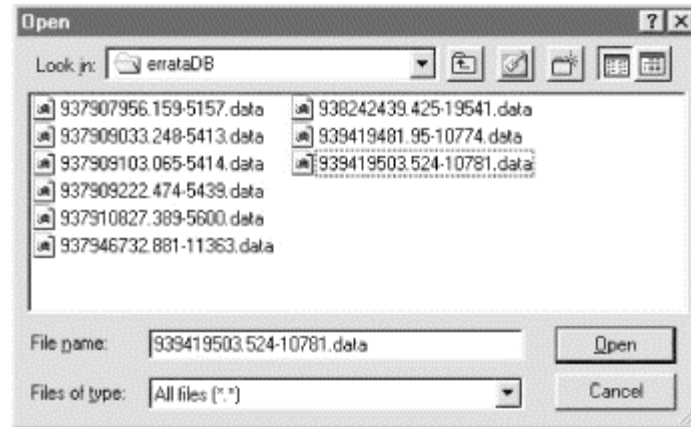 Open
Look in: errataDB
937907956.159-5157.data
937909033.248-5413.data
937909103.065-5414.data
937909222.474-5439.data
937910827.389-5600.data
937946732.881-11363.data
938242439.425-19541.data
939419481.95-10774.data
939419503.524-10781.data
File name: 939419503.524-10781.data
Open
Files of type: All files (*.*)
Cancel